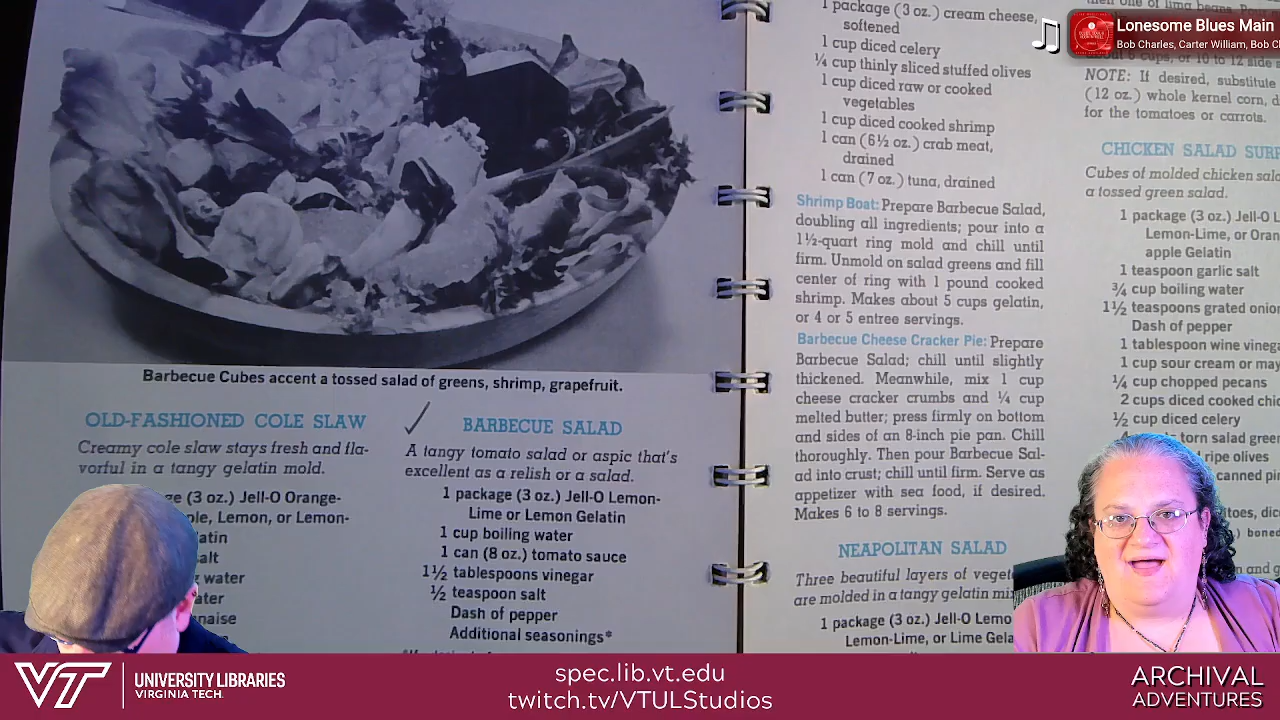 Barbecue Cubes accent a tossed salad of greens, shrimp, grapefruit.
OLD-FASHIONED COLE SLAW
Creamy cole slaw stays fresh and fla-
vorful in a tangy gelatin mold.
(3 oz.) Jell-O Orange-
Lemon, or Lemon-
water
BARBECUE SALAD
A tangy tomato salad or aspic that's
excellent as a relish or a salad.
1 package (3 oz.) Jell-O Lemon-
Lime or Lemon Gelatin
1 cup boiling water
1 can (8 oz.) tomato sauce
1½ tablespoons vinegar
½ teaspoon salt
Dash of pepper
Additional seasonings*
1 package (3 oz.) cream cheese,
softened
1 cup diced celery
¼ cup thinly sliced stuffed olives
1 cup diced raw or cooked
vegetables
1 cup diced cooked shrimp
1 can (6½ oz.) crab meat,
drained
1 can (7 oz.) tuna, drained
Shrimp Boat: Prepare Barbecue Salad,
doubling all ingredients; pour into a
1½-quart ring mold and chill until
firm. Unmold on salad greens and fill
center of ring with 1 pound cooked
shrimp. Makes about 5 cups gelatin,
or 4 or 5 entree servings.
Barbecue Cheese Cracker Pie: Prepare
Barbecue Salad; chill until slightly
thickened. Meanwhile, mix 1 cup
cheese cracker crumbs and ¼ cup
melted butter; press firmly on bottom
and sides of an 8-inch pie pan. Chill
thoroughly. Then pour Barbecue Sal-
ad into crust; chill until firm. Serve as
appetizer with sea food, if desired.
Makes 6 to 8 servings.
NEAPOLITAN SALAD
Three beautiful layers of
are molded in a tangy gelatin
1 package (3 oz.) Jell-O
Lemon-Lime, or Lime
or 10 to 12 side
NOTE: If desired, substitute
(12 oz.) whole kernel corn,
for the tomatoes or carrots.
CHICKEN SALAD
Cubes of molded chicken
a tossed green salad.
1 package (3 oz.) Jell-O
Lemon-Lime, or
apple Gelatin
1 teaspoon garlic salt
¾ cup boiling water
1½ teaspoons grated
Dash of pepper
1 tablespoon wine
1 cup sour cream or
¼ cup chopped pecans
2 cups diced cooked
½ cup diced celery
torn salad
ripe olives
canned
Lonesome Blues Main
Bob Charles, Carter William, Bob
VT
UNIVERSITY LIBRARIES
VIRGINIA TECH
spec.lib.vt.edu
twitch.tv/VTULStudios
ARCHIVAL
ADVENTURES